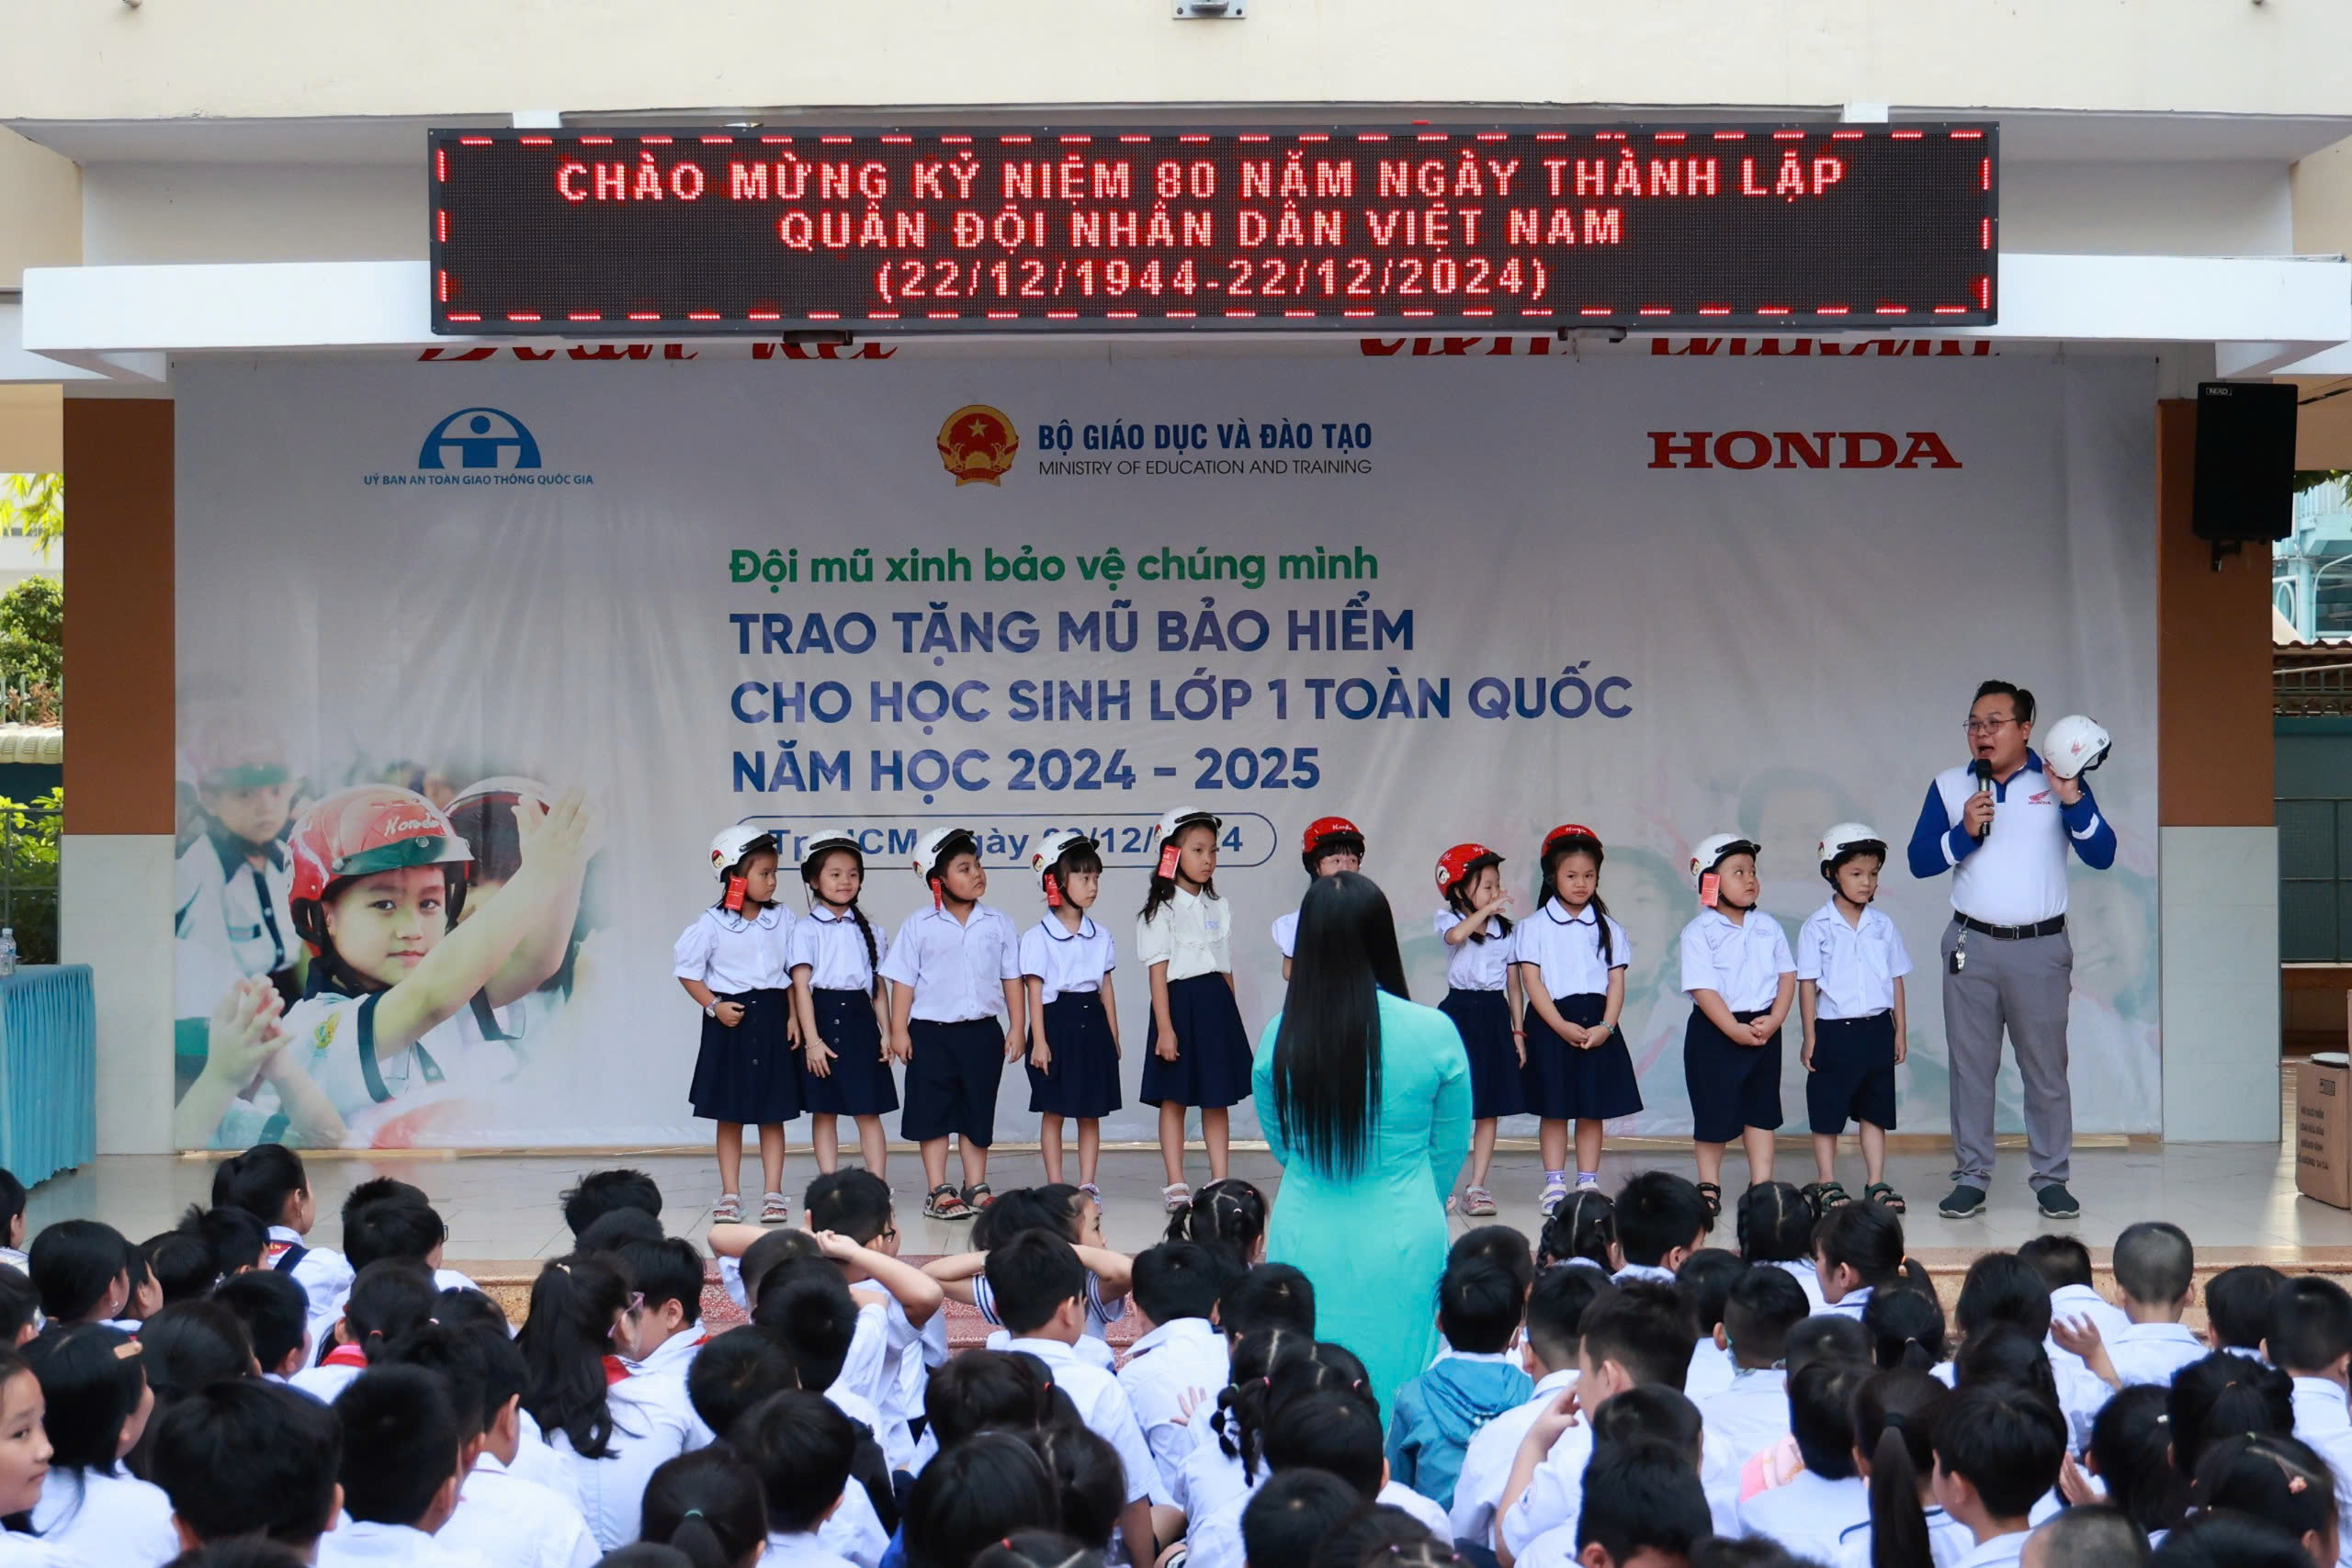 CHÀO MỪNG KỶ NIỆM 80 NĂM NGÀY THÀNH LẬP
QUÂN ĐỘI NHÂN DÂN VIỆT NAM
(22/12/1944-22/12/2024)
UỶ BAN AN TOÀN GIAO THÔNG QUỐC GIA
BỘ GIÁO DỤC VÀ ĐÀO TẠO
MINISTRY OF EDUCATION AND TRAINING
HONDA
Đội mũ xinh bảo vệ chúng mình
TRAO TẶNG MŨ BẢO HIỂM
CHO HỌC SINH LỚP 1 TOÀN QUỐC
NĂM HỌC 2024 - 2025
HONDA
Honda